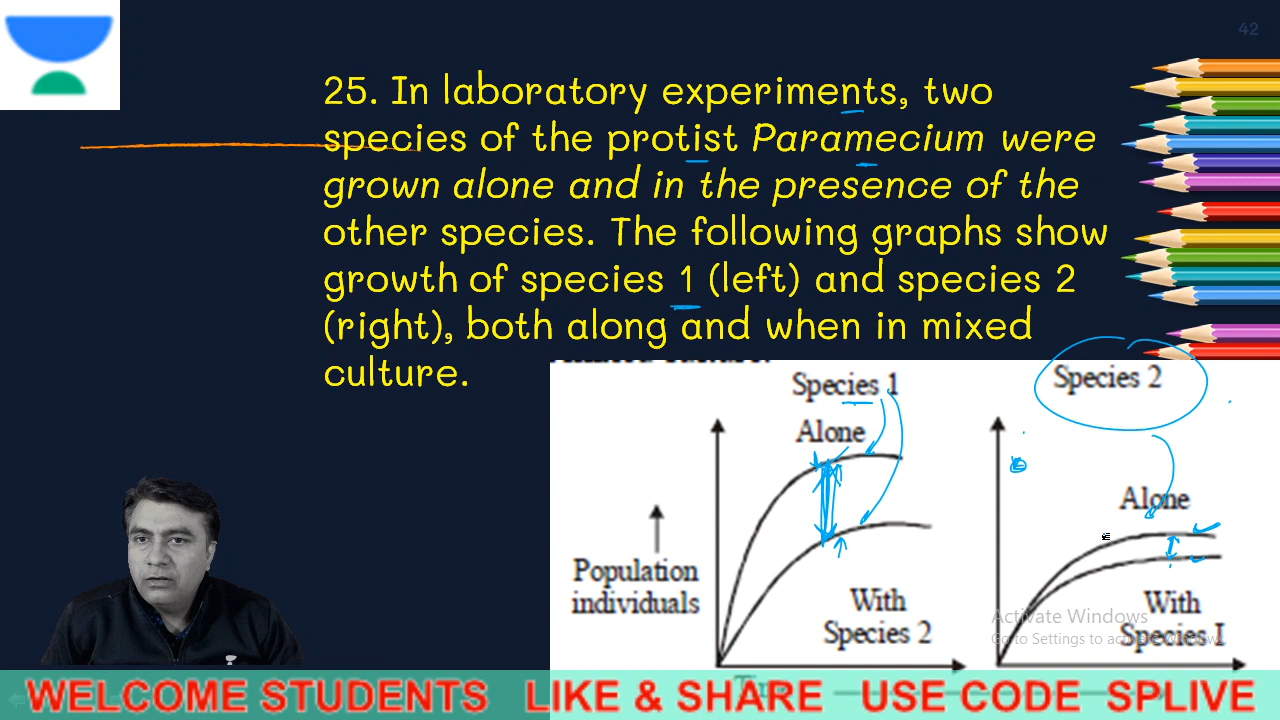 42
25. In laboratory experiments, two
species of the protist Paramecium were
grown alone and in the presence of the
other species. The following graphs show
growth of species 1 (left) and species 2
(right), both along and when in mixed
culture.
Species 1
Species 2
Alone
Alone
Population
individuals
With
Species 2
With
Species I
Activate Windows
Go to Settings to activate Windows.
WELCOME STUDENTS LIKE & SHARE USE CODE SPLIVE